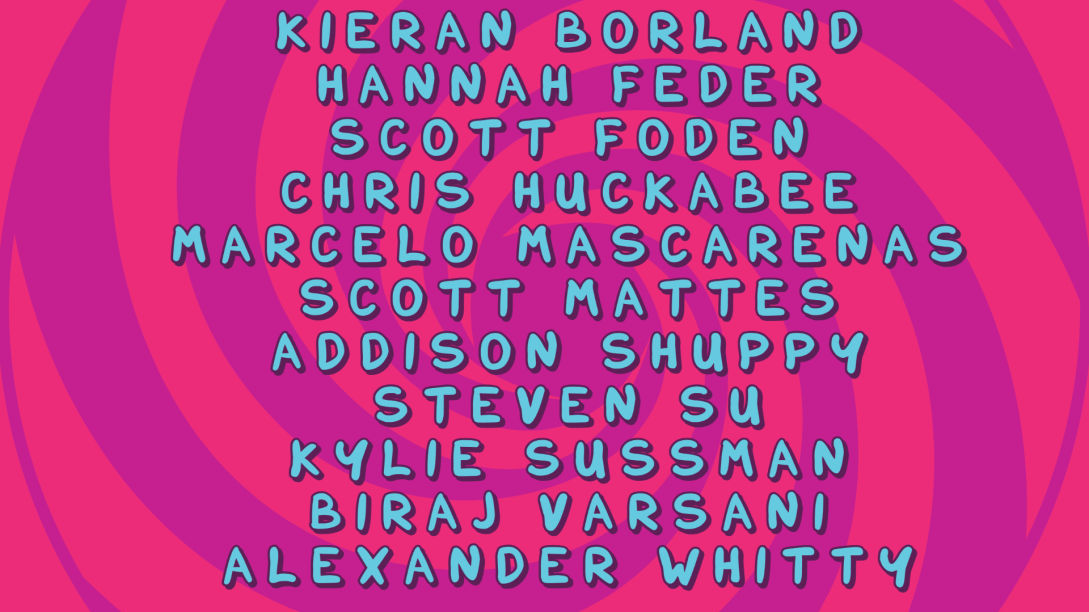 KIERAN BORLAND
HANNAH FEDER
SCOTT FODEN
CHRIS HUCKABEE
MARCELO MASCARENAS
SCOTT MATTES
ADDISON SHUPPY
STEVEN SU
KYLIE SUSSMAN
BIRAJ VARSANI
ALEXANDER WHITTY